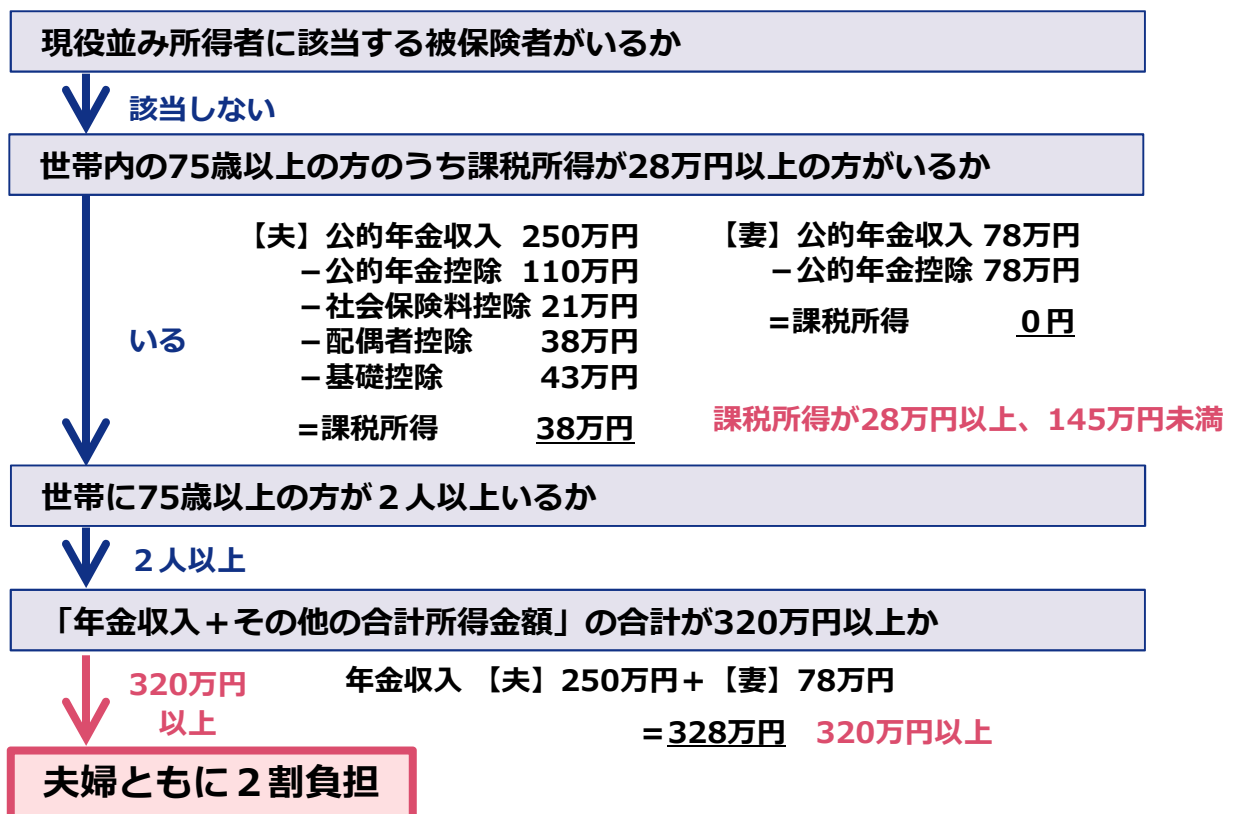 現役並み所得者に該当する被保険者がいるか
該当しない
世帯内の75歳以上の方のうち課税所得が28万円以上の方がいるか
いる
【夫】公的年金収入 250万円
－公的年金控除 110万円
－社会保険料控除 21万円
－配偶者控除 38万円
－基礎控除 43万円
=課税所得 38万円
【妻】公的年金収入 78万円
－公的年金控除 78万円
=課税所得 ０円
課税所得が28万円以上、145万円未満
世帯に75歳以上の方が２人以上いるか
２人以上
「年金収入＋その他の合計所得金額」の合計が320万円以上か
320万円
以上
年金収入 【夫】250万円＋【妻】78万円
=328万円 320万円以上
夫婦ともに２割負担